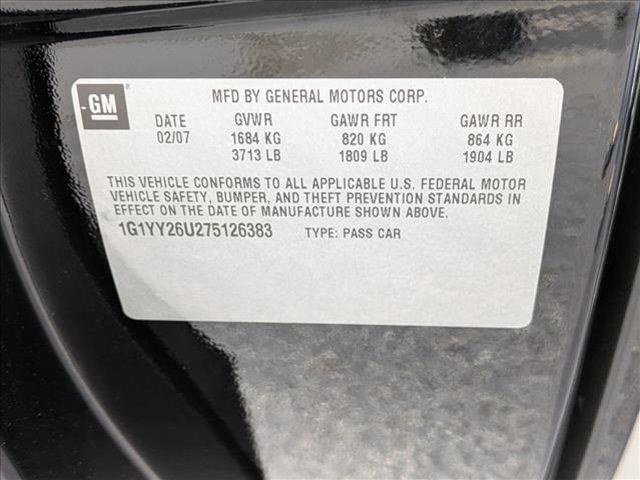 GM
MFD BY GENERAL MOTORS CORP.
DATE GVWR GAWR FRT GAWR RR
02/07 1684 KG 820 KG 864 KG
3713 LB 1809 LB 1904 LB
THIS VEHICLE CONFORMS TO ALL APPLICABLE U.S. FEDERAL MOTOR
VEHICLE SAFETY, BUMPER, AND THEFT PREVENTION STANDARDS IN
EFFECT ON THE DATE OF MANUFACTURE SHOWN ABOVE.
1G1YY26U275126383 TYPE: PASS CAR